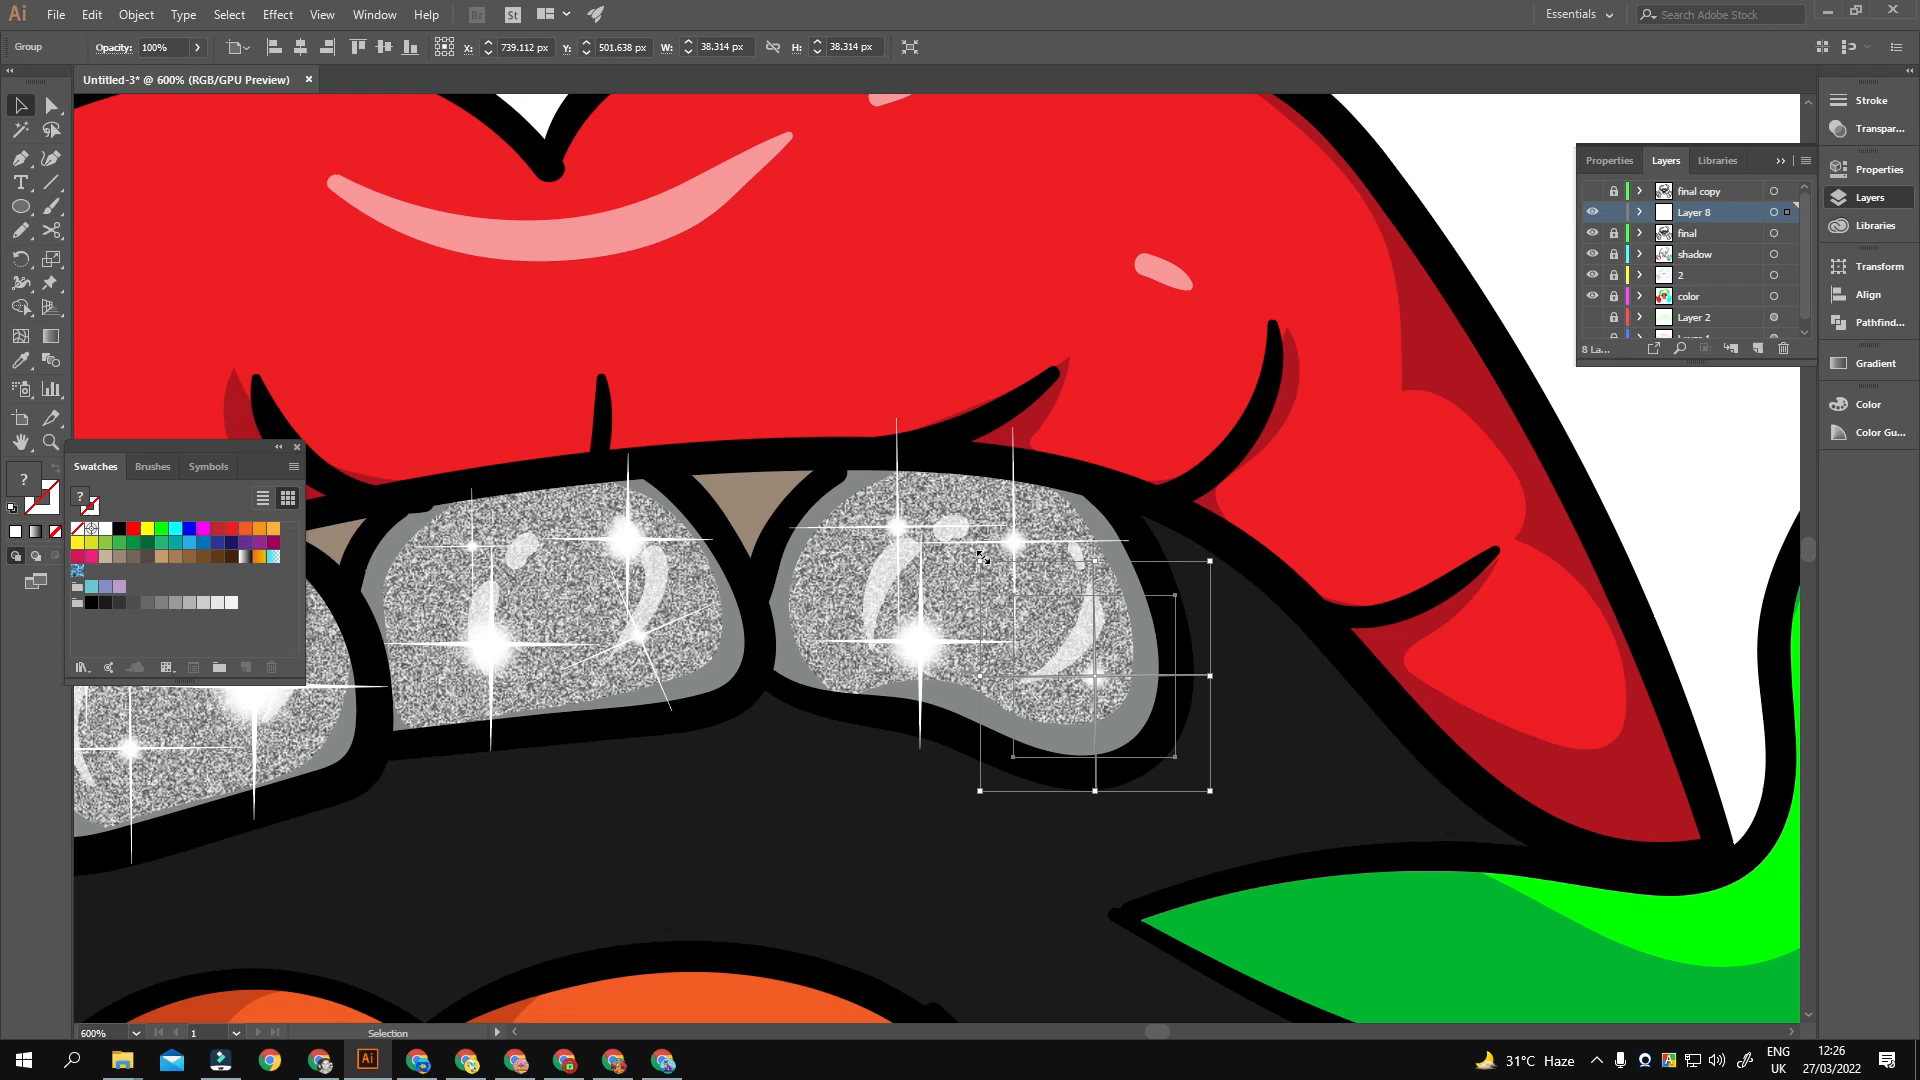 Ai File Edit Object Type Select Effect View Window Help Br St Essentials Search Adobe Stock
Group Opacity: 100% X: 739.112 px Y: 501.638 px W: 38.314 px H: 38.314 px
Untitled-3* @ 600% (RGB/GPU Preview) ×
Stroke
Transpar...
Properties Layers Libraries
Properties
final copy
Layers
Layer 8
Libraries
final
shadow
Transform
2
color
Align
Layer 2
Pathfind...
8 La...
Gradient
Color
Color Gu...
Swatches Brushes Symbols
?
?
600% 1 Selection
Ai
31°C Haze
ENG
UK
12:26
27/03/2022